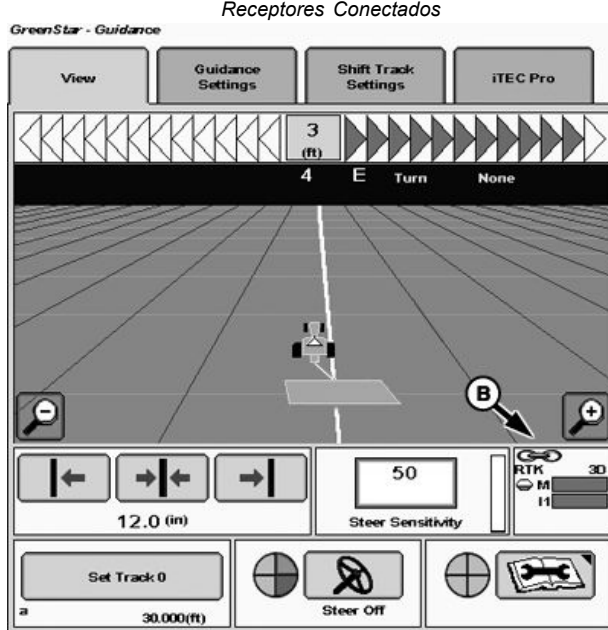 Receptores Conectados
GreenStar - Guidance
View
Guidance
Settings
Shift Track
Settings
iTEC Pro
3
(ft)
4 E Turn None
B
RTK 3D
M
I1
50
12.0 (in)
Steer Sensitivity
Set Track 0
a
30.000(ft)
Steer Off